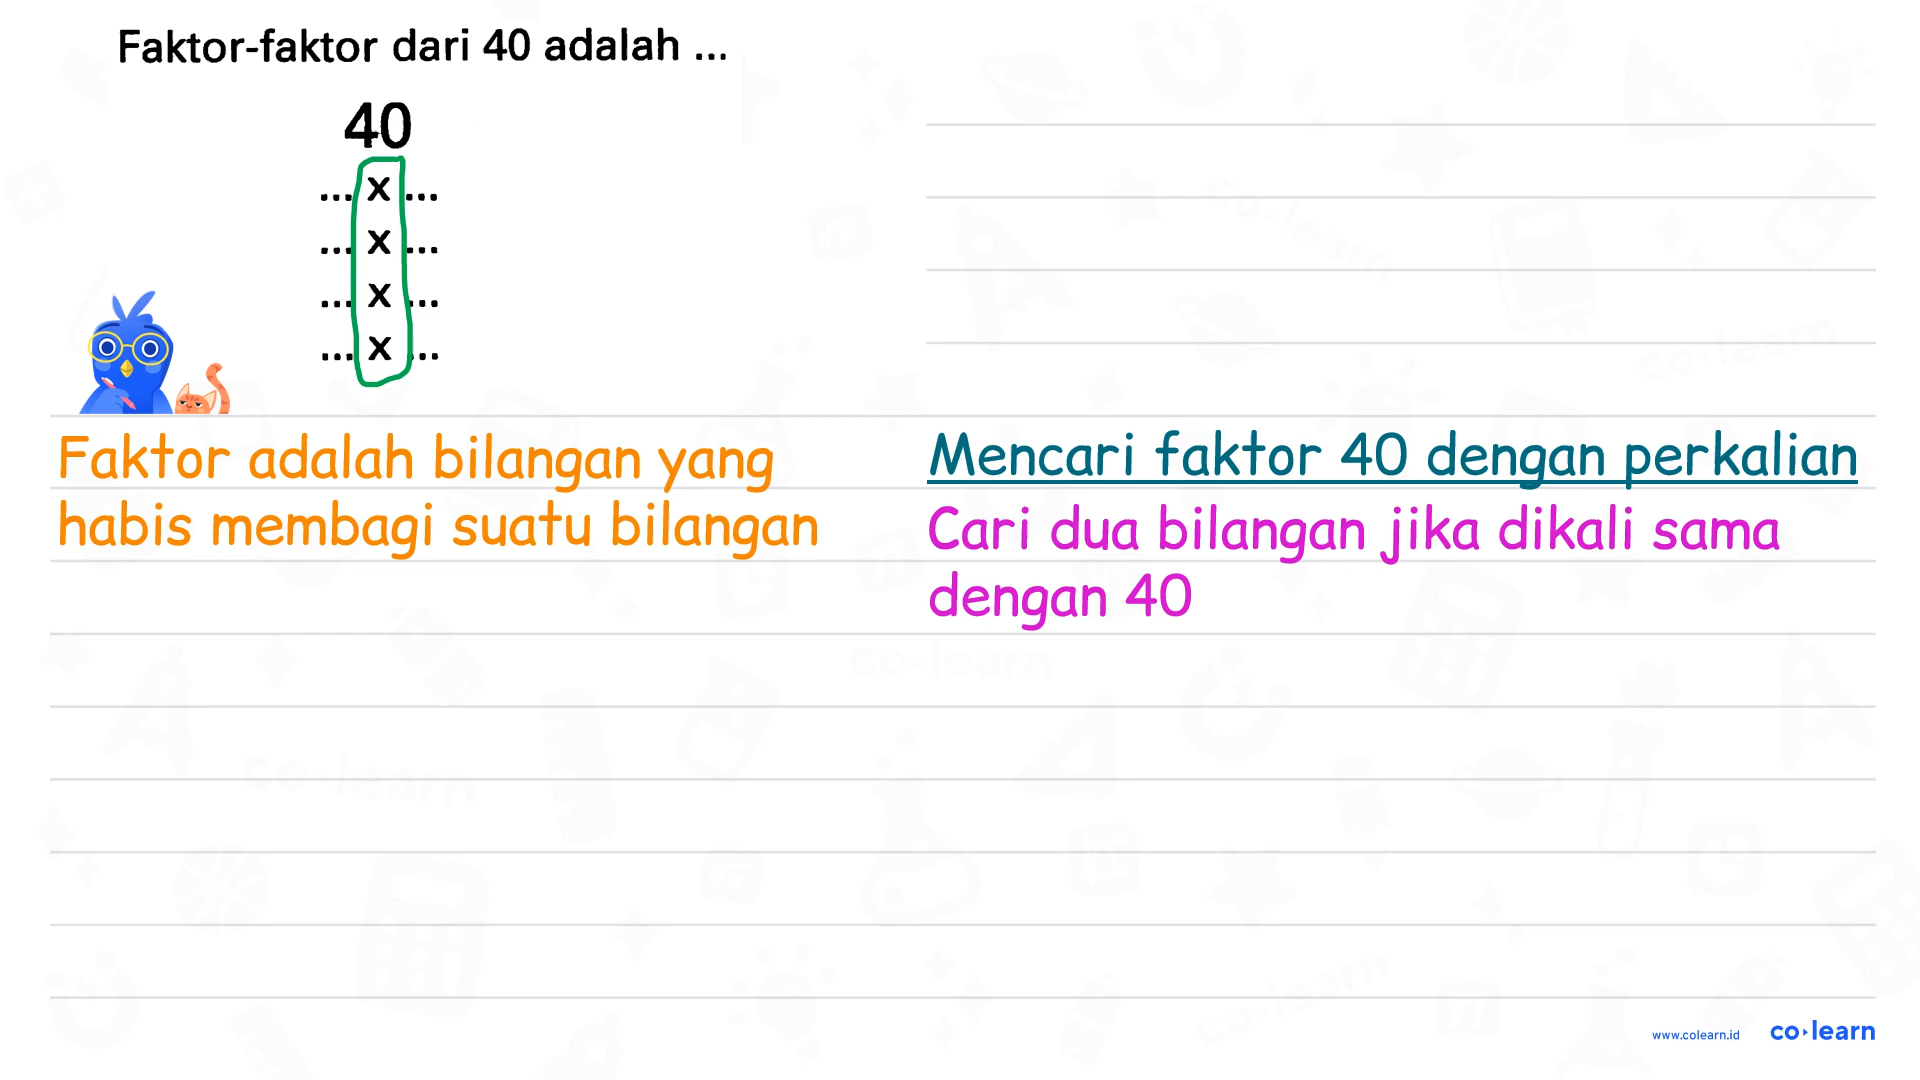 Faktor-faktor dari 40 adalah ...
40
... x ...
... x ...
... x ...
... x ...
Faktor adalah bilangan yang
habis membagi suatu bilangan
Mencari faktor 40 dengan perkalian
Cari dua bilangan jika dikali sama
dengan 40
www.colearn.id co·learn